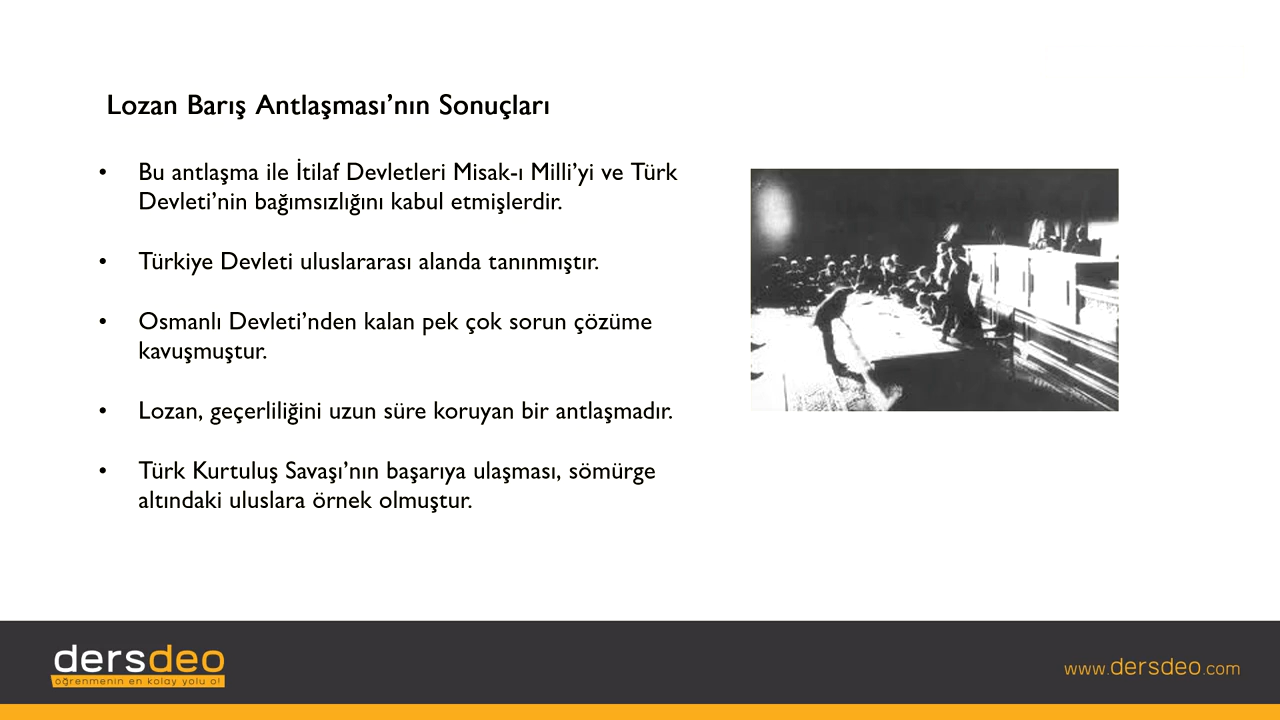 Lozan Barış Antlaşması’nın Sonuçları
• Bu antlaşma ile İtilaf Devletleri Misak-ı Milli’yi ve Türk
Devleti’nin bağımsızlığını kabul etmişlerdir.
• Türkiye Devleti uluslararası alanda tanınmıştır.
• Osmanlı Devleti’nden kalan pek çok sorun çözüme
kavuşmuştur.
• Lozan, geçerliliğini uzun süre koruyan bir antlaşmadır.
• Türk Kurtuluş Savaşı’nın başarıya ulaşması, sömürge
altındaki uluslara örnek olmuştur.
dersdeo
öğrenmenin en kolay yolu o!
www.dersdeo.com